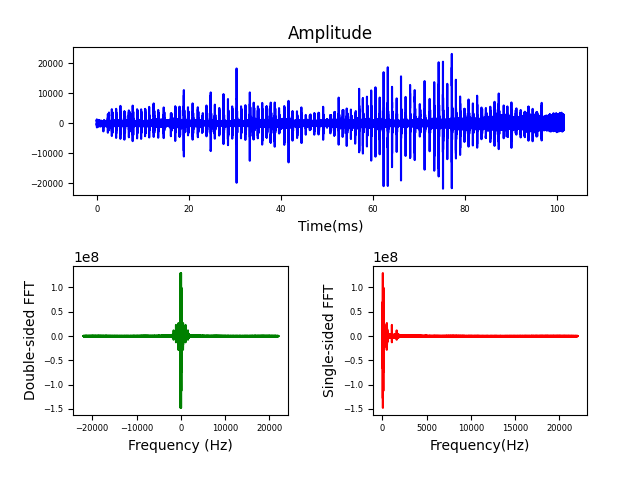 Amplitude
20000
10000
0
−10000
−20000
0 20 40 60 80 100
Time(ms)
1e8
Double-sided FFT
1.0
0.5
0.0
−0.5
−1.0
−1.5
−20000 −10000 0 10000 20000
Frequency (Hz)
1e8
Single-sided FFT
1.0
0.5
0.0
−0.5
−1.0
−1.5
0 5000 10000 15000 20000
Frequency(Hz)